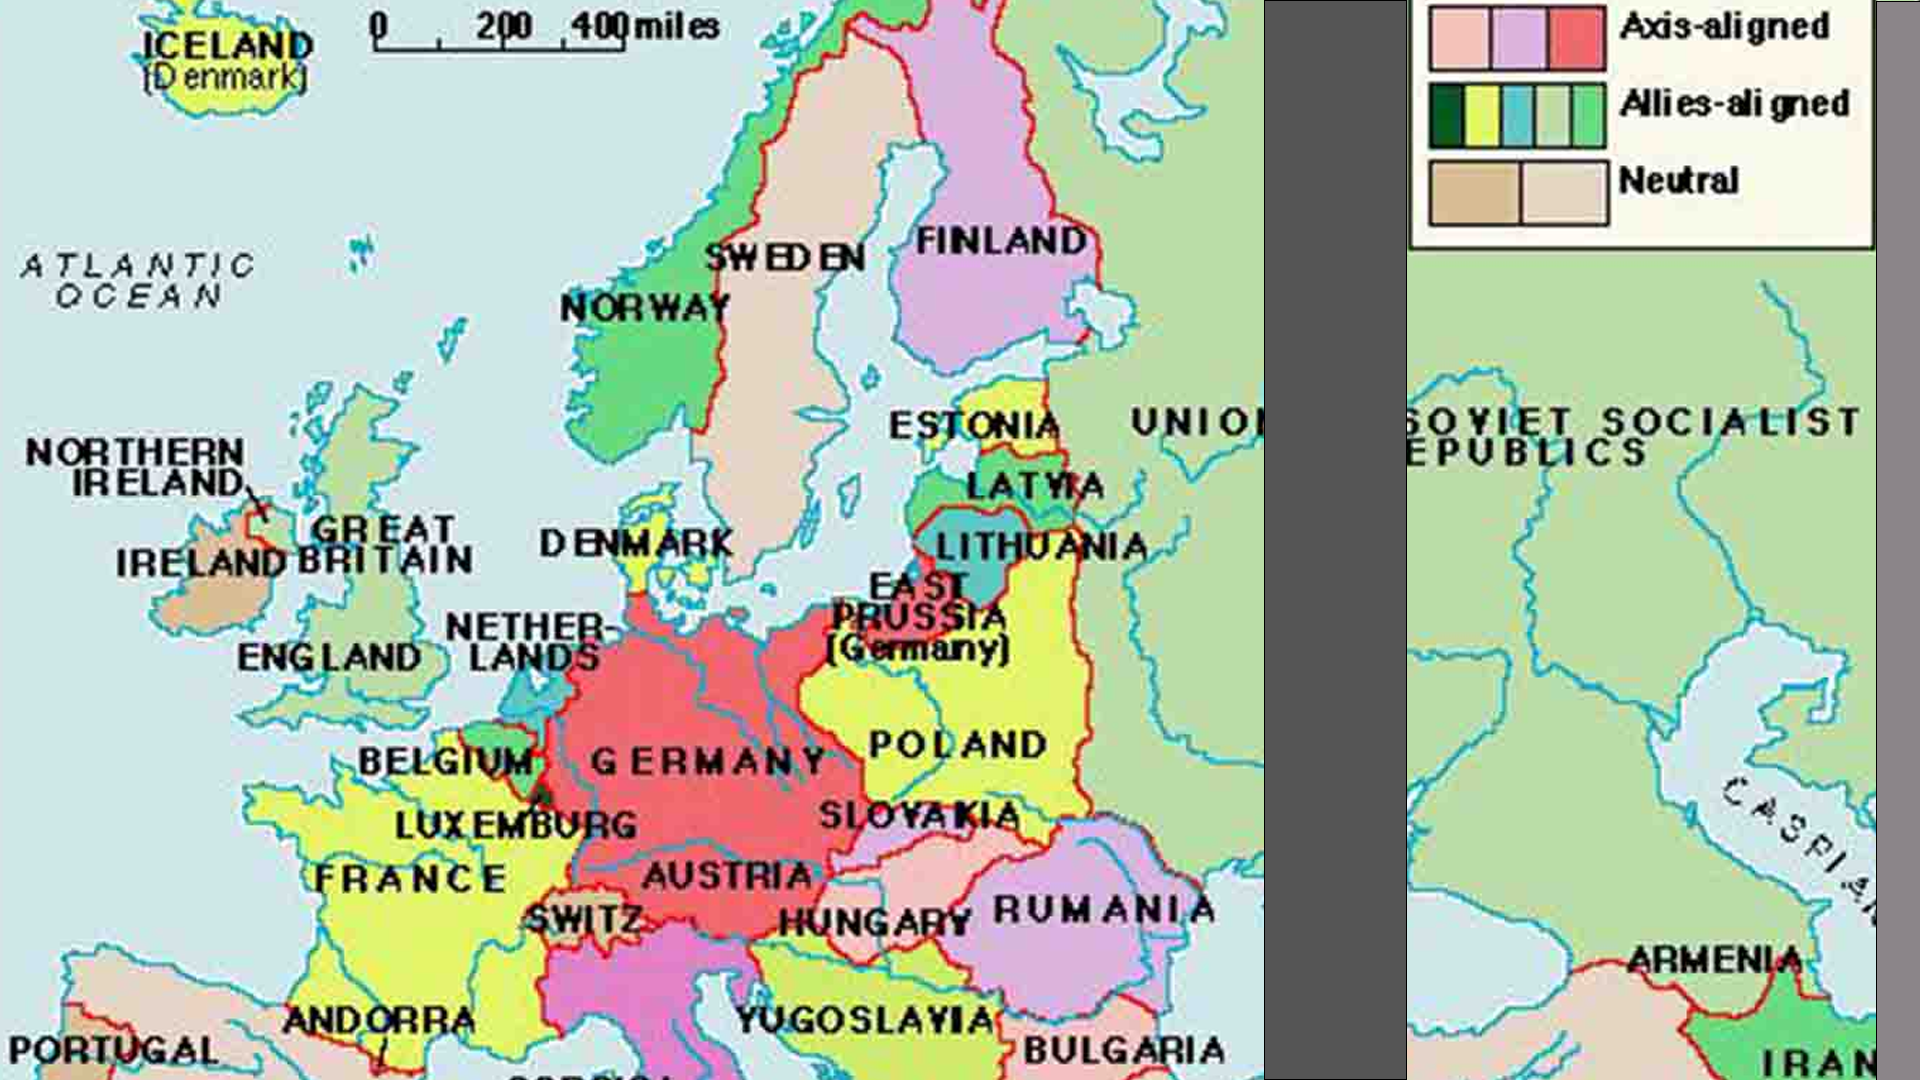 ICELAND
(Denmark)
0 200 400 miles
Axis-aligned
Allies-aligned
Neutral
ATLANTIC
OCEAN
SWEDEN
FINLAND
NORWAY
ESTONIA
UNION
SOVIET SOCIALIST
EPUBLICS
NORTHERN
IRELAND
LATVIA
GREAT
BRITAIN
IRELAND
DENMARK
LITHUANIA
EAST
PRUSSIA
(Germany)
NETHER-
LANDS
ENGLAND
BELGIUM
GERMANY
POLAND
LUXEMBURG
SLOVAKIA
CASPIAN
FRANCE
AUSTRIA
SWITZ
HUNGARY
RUMANIA
ARMENIA
ANDORRA
YUGOSLAVIA
PORTUGAL
BULGARIA
IRAN